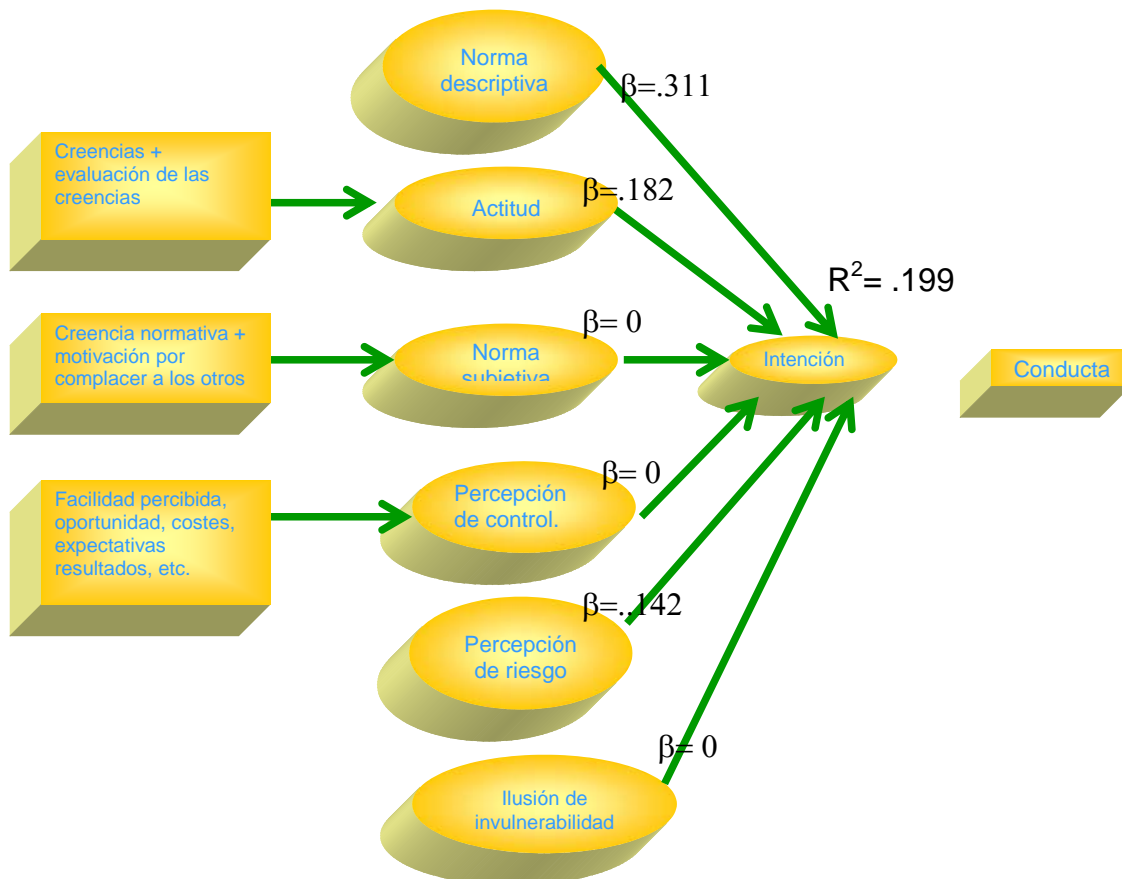 Norma
descriptiva
β=.311
Creencias +
evaluación de las
creencias
Actitud
β=.182
R²= .199
Creencia normativa +
motivación por
complacer a los otros
Norma
subjetiva
β= 0
Intención
Conducta
Facilidad percibida,
oportunidad, costes,
expectativas
resultados, etc.
Percepción
de control.
β= 0
Percepción
de riesgo
β=..142
Ilusión de
invulnerabilidad
β= 0